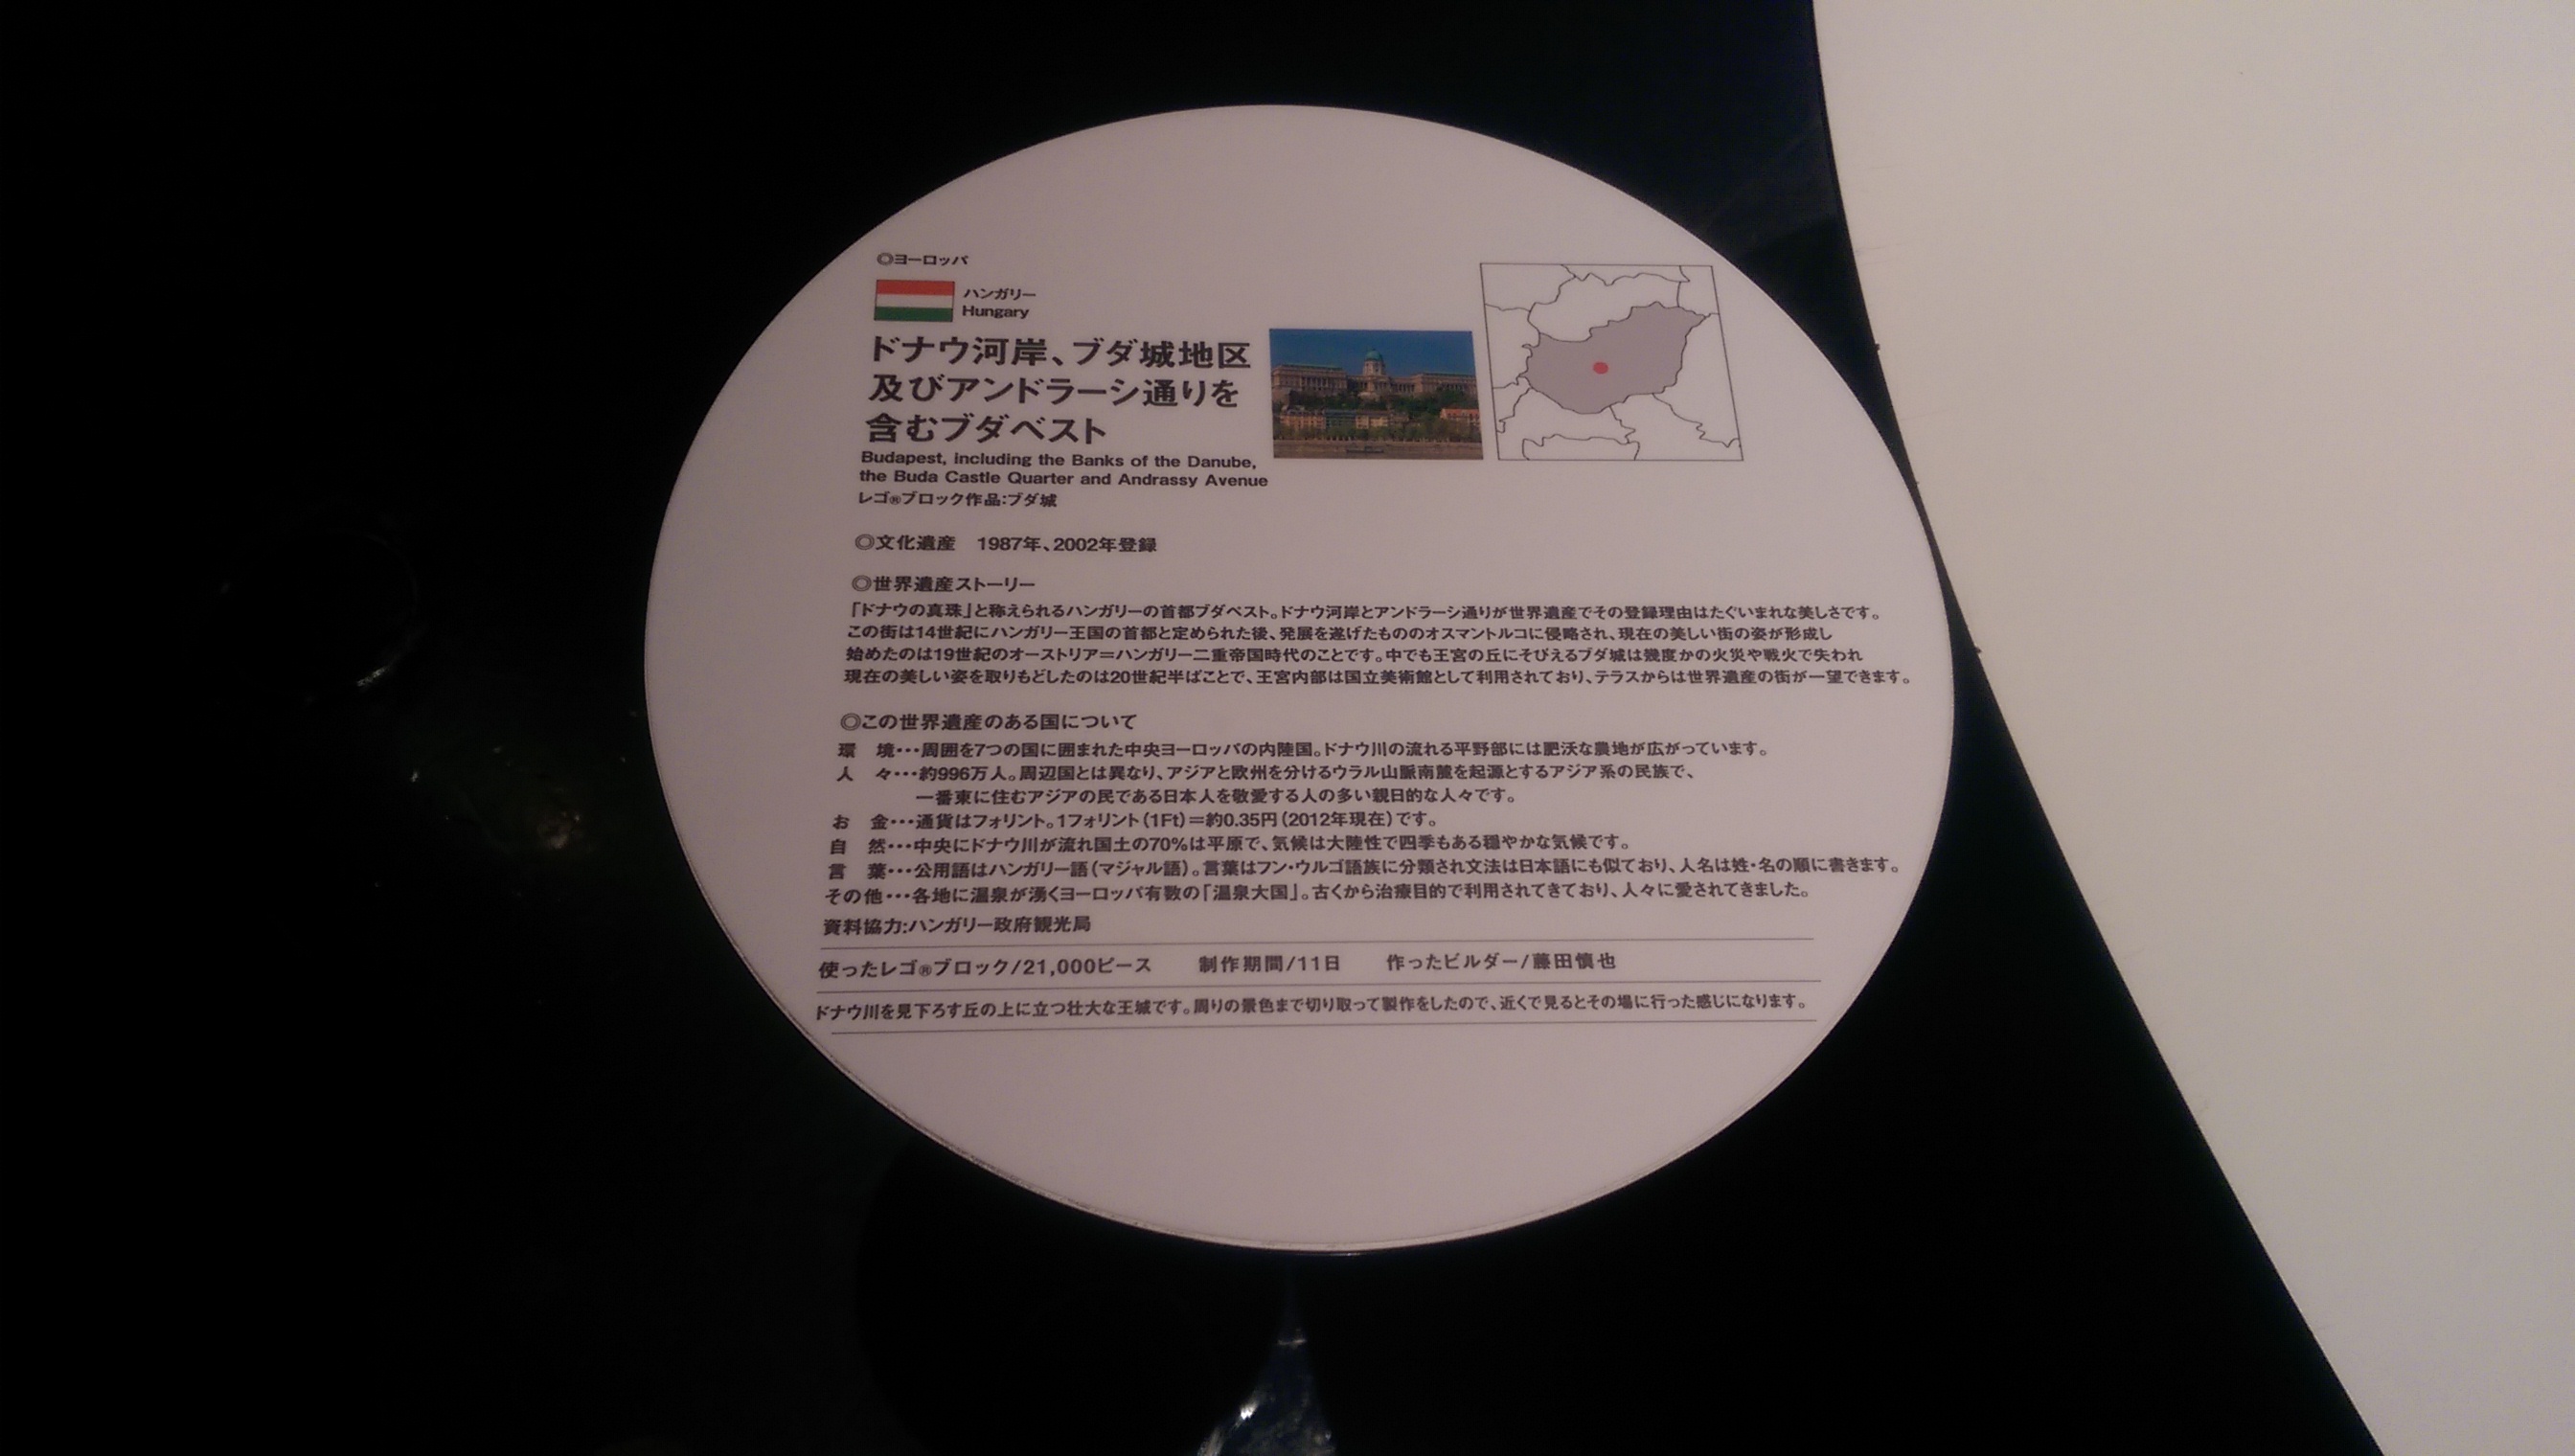 ◎ヨーロッパ
ハンガリー
Hungary
ドナウ河岸、ブダ城地区
及びアンドラーシ通りを
含むブダペスト
Budapest, including the Banks of the Danube,
the Buda Castle Quarter and Andrassy Avenue
レゴ®ブロック作品:ブダ城
◎文化遺産　1987年、2002年登録
◎世界遺産ストーリー
「ドナウの真珠」と称えられるハンガリーの首都ブダペスト。ドナウ河岸とアンドラーシ通りが世界遺産でその登録理由はたぐいまれな美しさです。
この街は14世紀にハンガリー王国の首都と定められた後、発展を遂げたもののオスマントルコに侵略され、現在の美しい街の姿が形成し
始めたのは19世紀のオーストリア＝ハンガリー二重帝国時代のことです。中でも王宮の丘にそびえるブダ城は幾度かの火災や戦火で失われ
現在の美しい姿を取りもどしたのは20世紀半ばことで、王宮内部は国立美術館として利用されており、テラスからは世界遺産の街が一望できます。
◎この世界遺産のある国について
環　境･･･周囲を7つの国に囲まれた中央ヨーロッパの内陸国。ドナウ川の流れる平野部には肥沃な農地が広がっています。
人　々･･･約996万人。周辺国とは異なり、アジアと欧州を分けるウラル山脈南麓を起源とするアジア系の民族で、
一番東に住むアジアの民である日本人を敬愛する人の多い親日的な人々です。
お　金･･･通貨はフォリント。1フォリント（1Ft）＝約0.35円（2012年現在）です。
自　然･･･中央にドナウ川が流れ国土の70%は平原で、気候は大陸性で四季もある穏やかな気候です。
言　葉･･･公用語はハンガリー語（マジャル語）。言葉はフン・ウルゴ語族に分類され文法は日本語にも似ており、人名は姓・名の順に書きます。
その他･･･各地に温泉が湧くヨーロッパ有数の「温泉大国」。古くから治療目的で利用されてきており、人々に愛されてきました。
資料協力:ハンガリー政府観光局
使ったレゴ®ブロック/21,000ピース　制作期間/11日　作ったビルダー/藤田慎也
ドナウ川を見下ろす丘の上に立つ壮大な王城です。周りの景色まで切り取って製作をしたので、近くで見るとその場に行った感じになります。